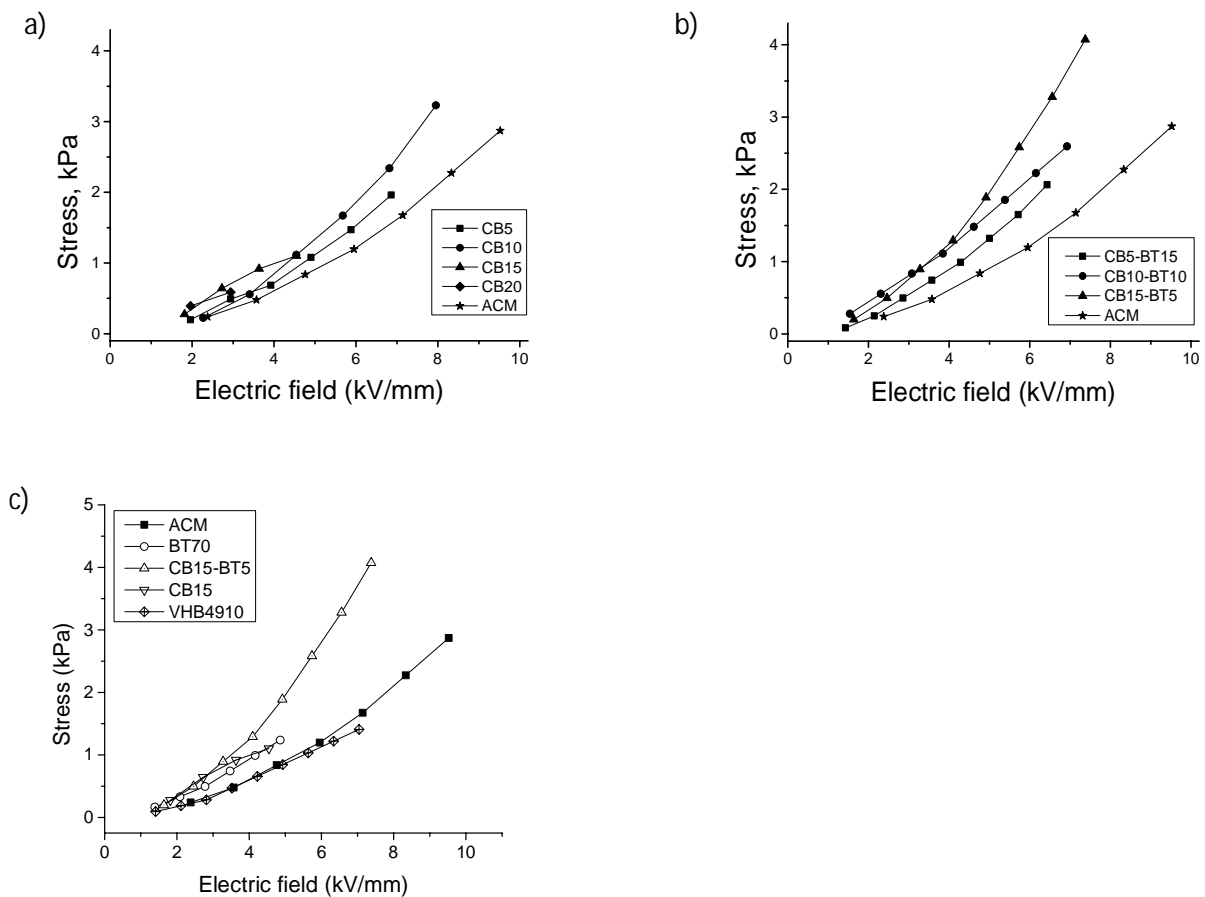 a)
Stress, kPa
4
3
2
1
0
0 2 4 6 8 10
Electric field (kV/mm)
CB5
CB10
CB15
CB20
ACM
b)
Stress, kPa
4
3
2
1
0
0 2 4 6 8 10
Electric field (kV/mm)
CB5-BT15
CB10-BT10
CB15-BT5
ACM
c)
Stress (kPa)
5
4
3
2
1
0
0 2 4 6 8 10
Electric field (kV/mm)
ACM
BT70
CB15-BT5
CB15
VHB4910